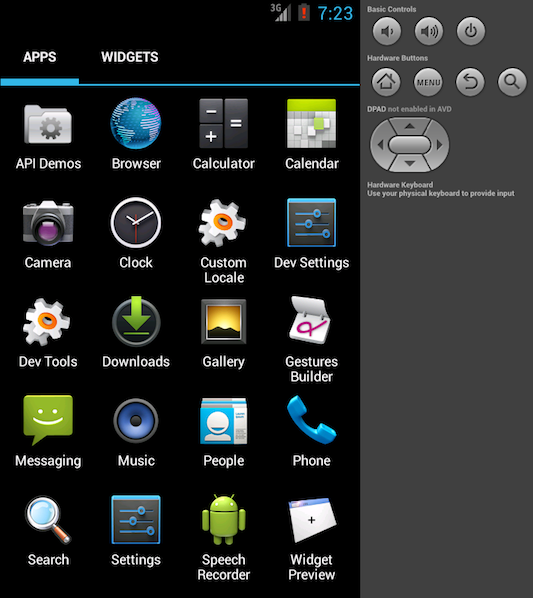 3G 7:23
APPS WIDGETS
API Demos Browser Calculator Calendar
Camera Clock Custom Locale Dev Settings
Dev Tools Downloads Gallery Gestures Builder
Messaging Music People Phone
Search Settings Speech Recorder Widget Preview
Basic Controls
Hardware Buttons
MENU
DPAD not enabled in AVD
Hardware Keyboard
Use your physical keyboard to provide input